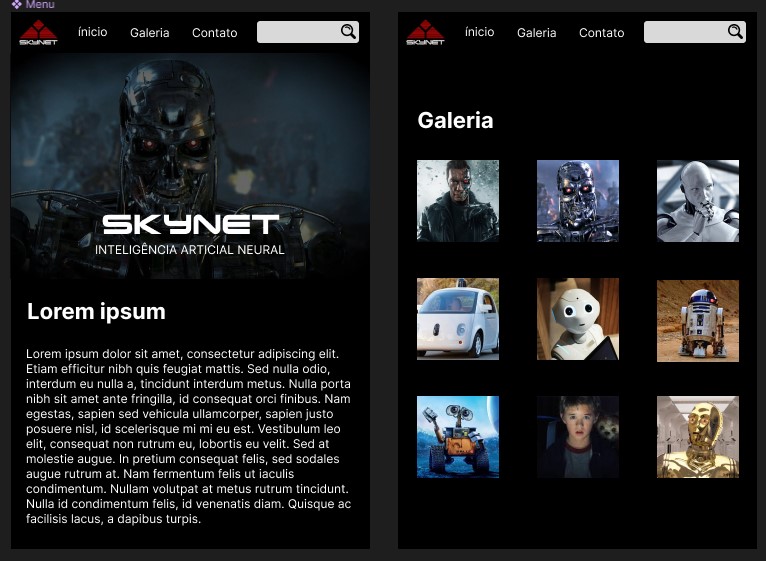 Menu
SKYNET
ínicio
Galeria
Contato
SKYNET
INTELIGÊNCIA ARTICIAL NEURAL
Lorem ipsum
Lorem ipsum dolor sit amet, consectetur adipiscing elit.
Etiam efficitur nibh quis feugiat mattis. Sed nulla odio,
interdum eu nulla a, tincidunt interdum metus. Nulla porta
nibh sit amet ante fringilla, id consequat orci finibus. Nam
egestas, sapien sed vehicula ullamcorper, sapien justo
posuere nisl, id scelerisque mi mi eu est. Vestibulum leo
elit, consequat non rutrum eu, lobortis eu velit. Sed at
molestie augue. In pretium consequat felis, sed sodales
augue rutrum at. Nam fermentum felis ut iaculis
condimentum. Nullam volutpat at metus rutrum tincidunt.
Nulla id condimentum felis, id venenatis diam. Quisque ac
facilisis lacus, a dapibus turpis.
SKYNET
ínicio
Galeria
Contato
Galeria